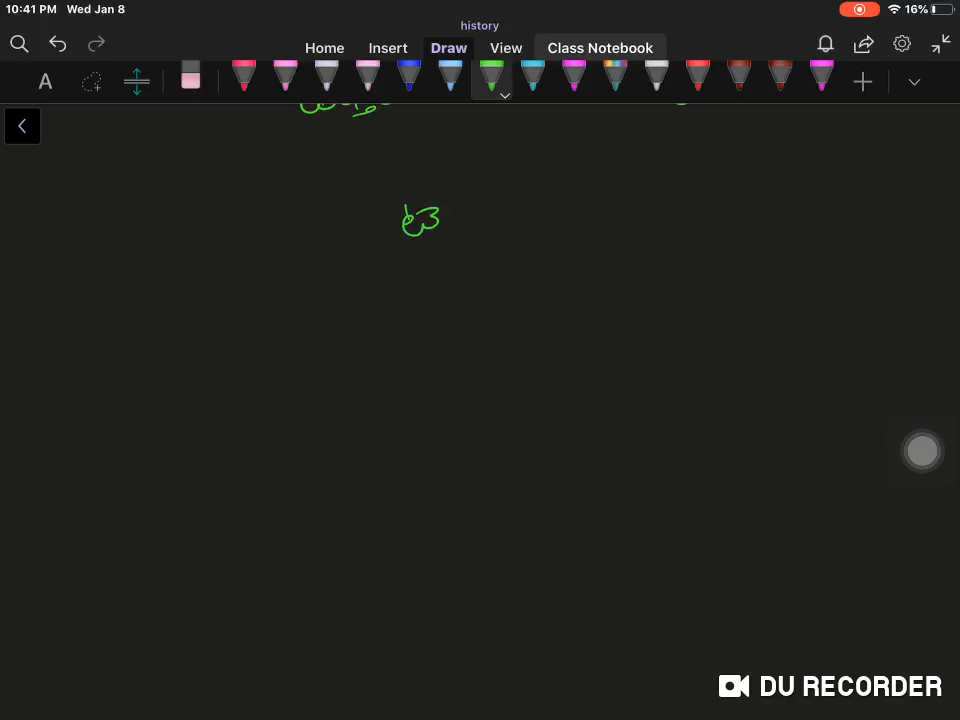 10:41 PM Wed Jan 8
16%
history
Home Insert Draw View Class Notebook
A
DU RECORDER